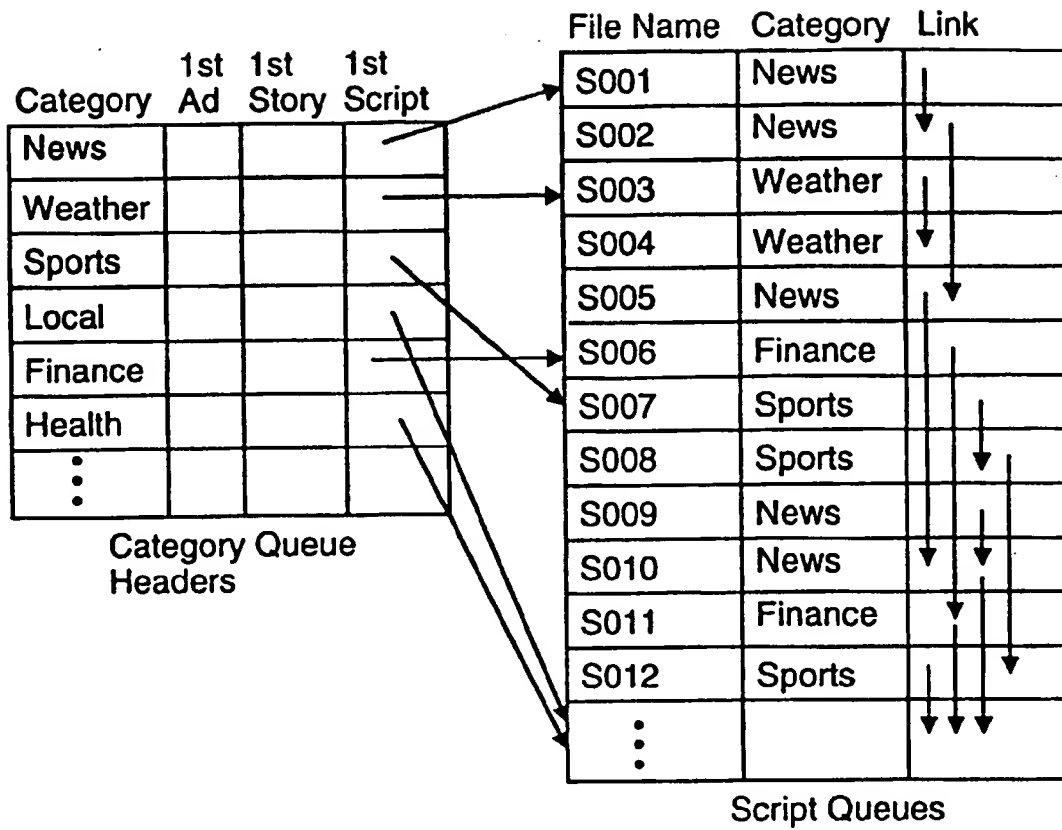 File Name Category Link
1st 1st 1st
Category Ad Story Script
News
Weather
Sports
Local
Finance
Health
Category Queue
Headers
S001 News
S002 News
S003 Weather
S004 Weather
S005 News
S006 Finance
S007 Sports
S008 Sports
S009 News
S010 News
S011 Finance
S012 Sports
Script Queues